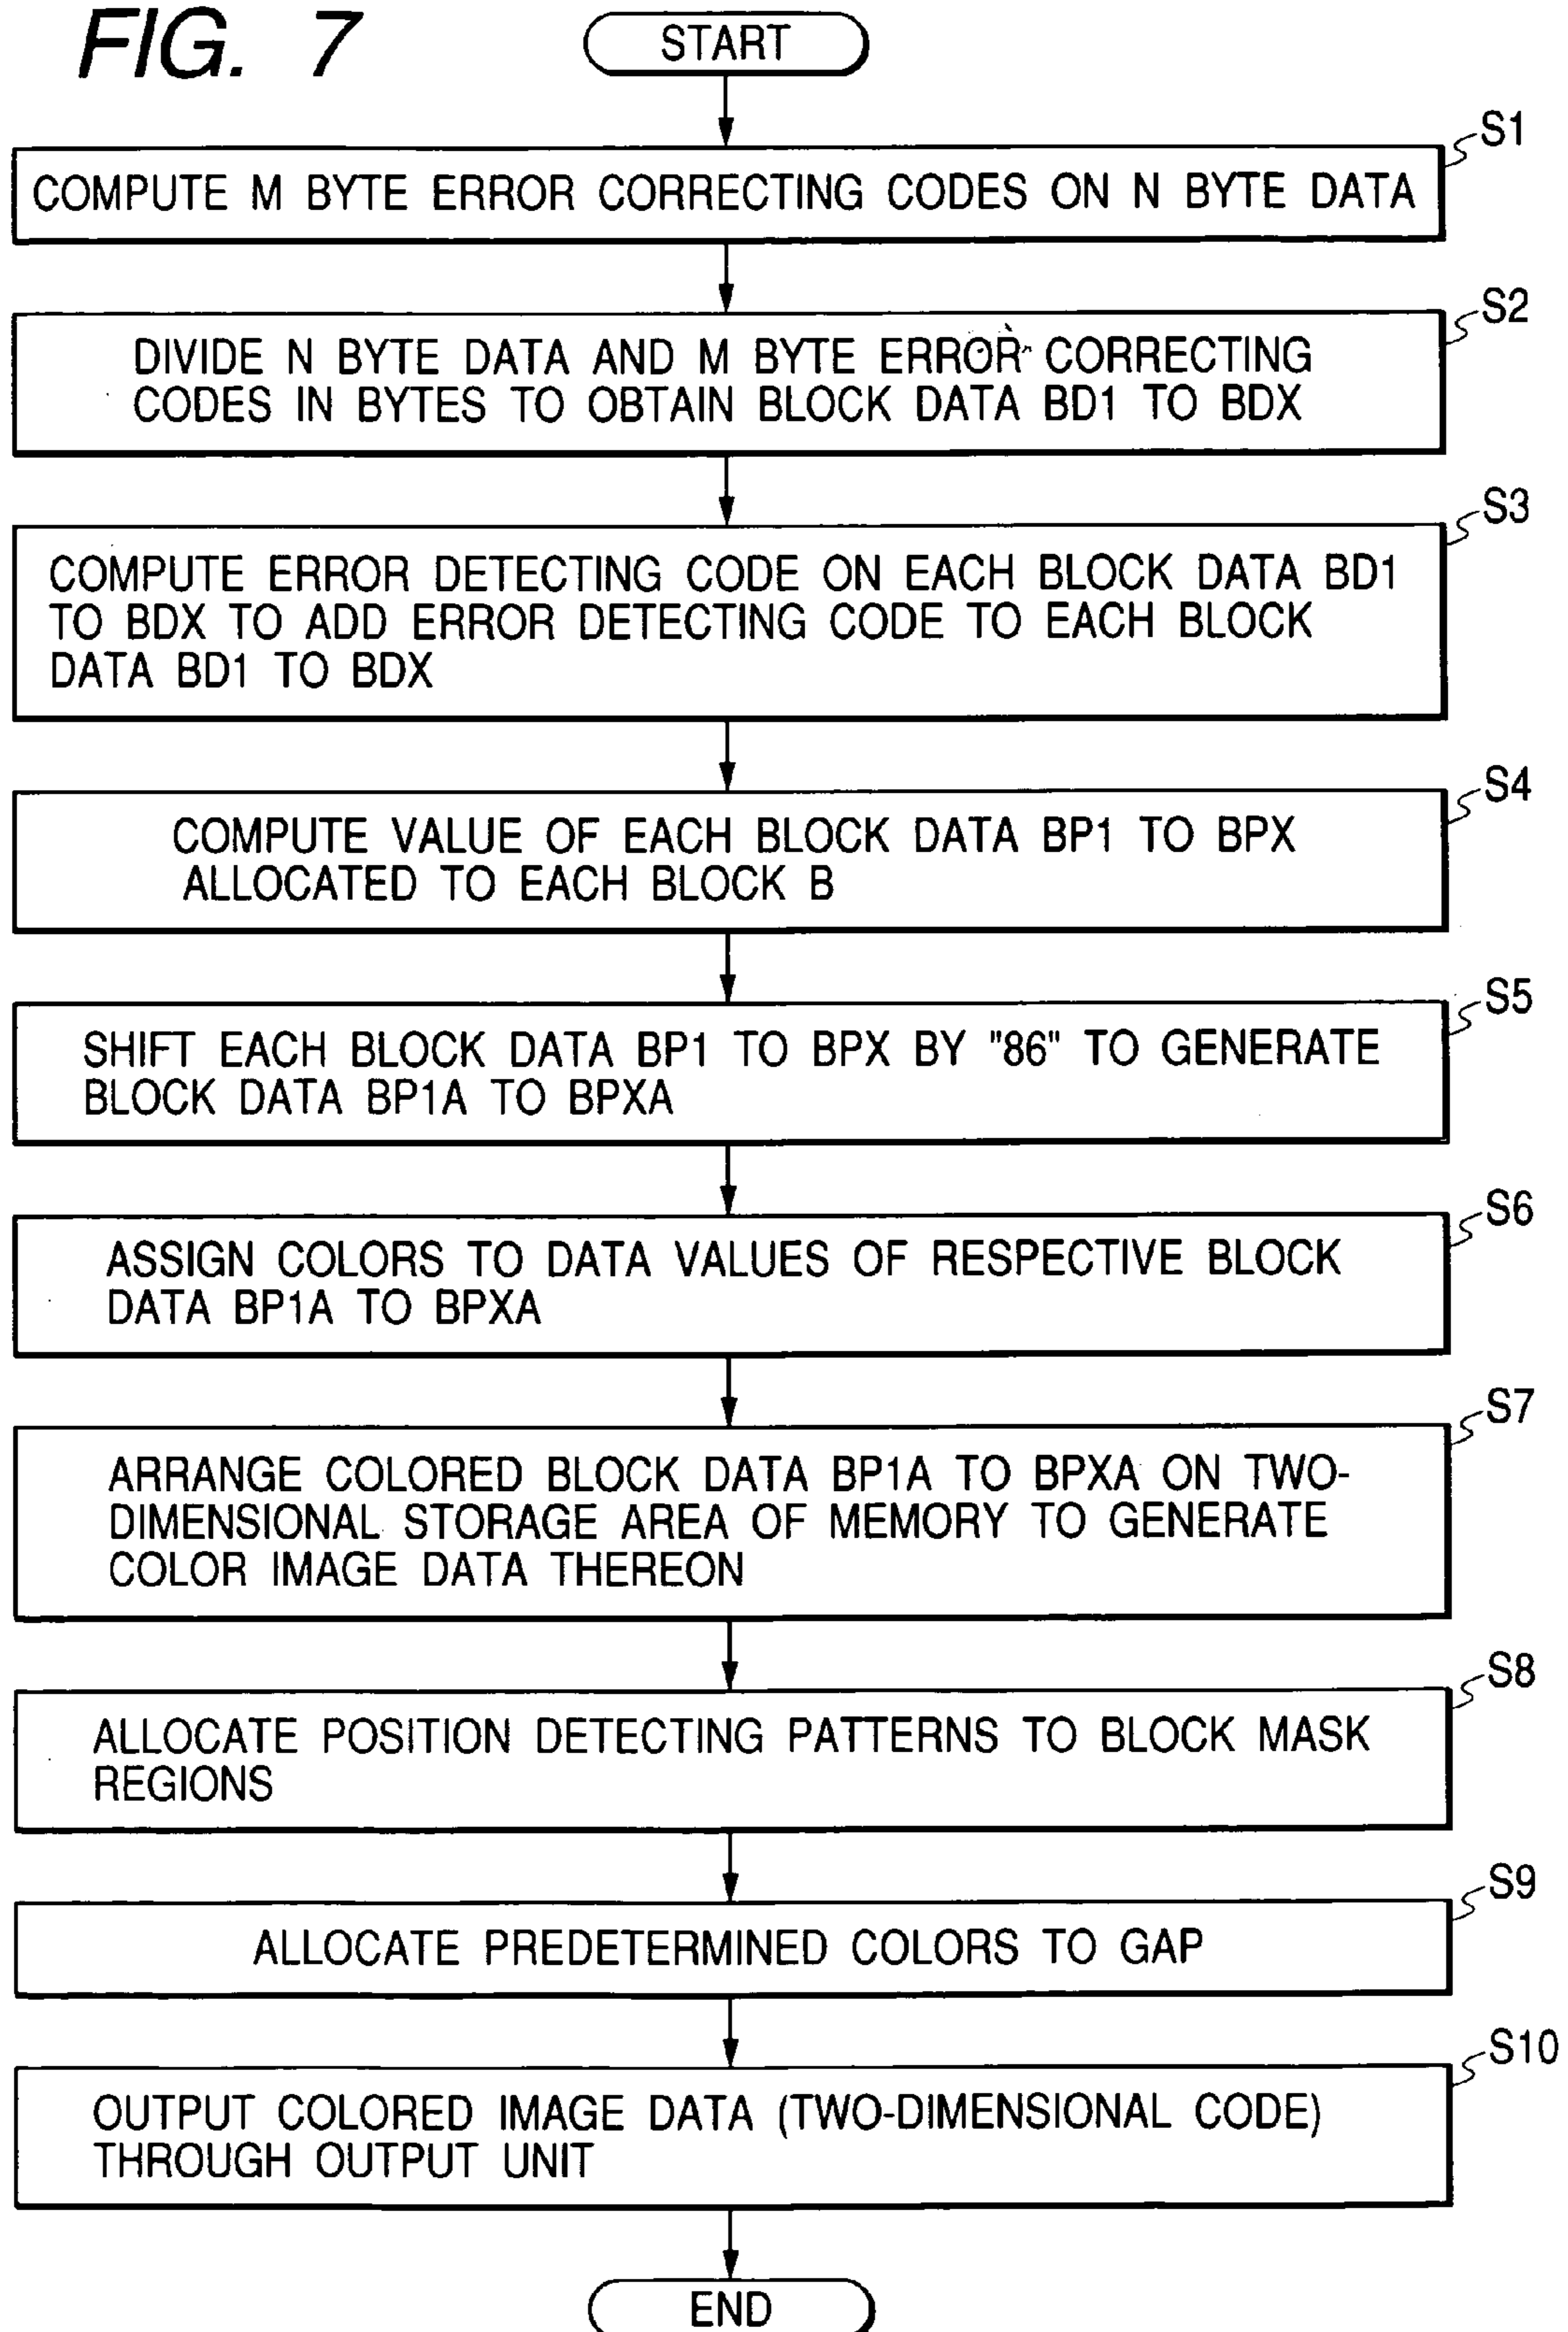 FIG. 7
START
S1
COMPUTE M BYTE ERROR CORRECTING CODES ON N BYTE DATA
S2
DIVIDE N BYTE DATA AND M BYTE ERROR CORRECTING
CODES IN BYTES TO OBTAIN BLOCK DATA BD1 TO BDX
S3
COMPUTE ERROR DETECTING CODE ON EACH BLOCK DATA BD1
TO BDX TO ADD ERROR DETECTING CODE TO EACH BLOCK
DATA BD1 TO BDX
S4
COMPUTE VALUE OF EACH BLOCK DATA BP1 TO BPX
ALLOCATED TO EACH BLOCK B
S5
SHIFT EACH BLOCK DATA BP1 TO BPX BY "86" TO GENERATE
BLOCK DATA BP1A TO BPXA
S6
ASSIGN COLORS TO DATA VALUES OF RESPECTIVE BLOCK
DATA BP1A TO BPXA
S7
ARRANGE COLORED BLOCK DATA BP1A TO BPXA ON TWO-
DIMENSIONAL STORAGE AREA OF MEMORY TO GENERATE
COLOR IMAGE DATA THEREON
S8
ALLOCATE POSITION DETECTING PATTERNS TO BLOCK MASK
REGIONS
S9
ALLOCATE PREDETERMINED COLORS TO GAP
S10
OUTPUT COLORED IMAGE DATA (TWO-DIMENSIONAL CODE)
THROUGH OUTPUT UNIT
END